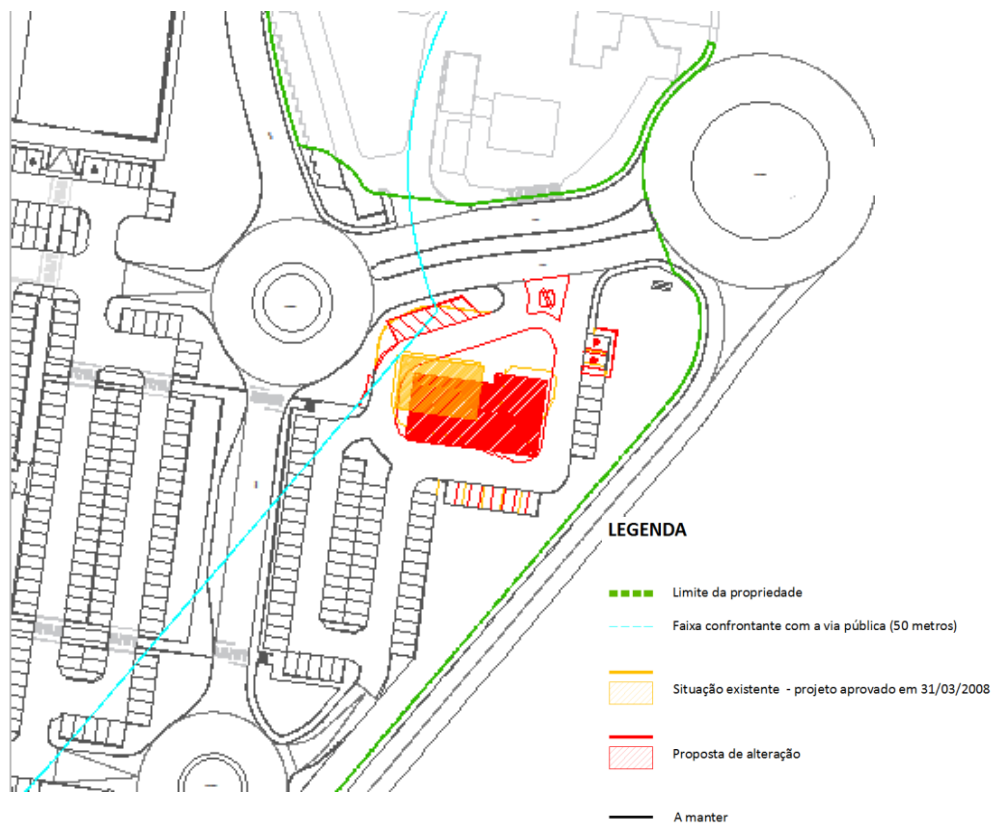 LEGENDA
Limite da propriedade
Faixa confrontante com a via pública (50 metros)
Situação existente - projeto aprovado em 31/03/2008
Proposta de alteração
A manter